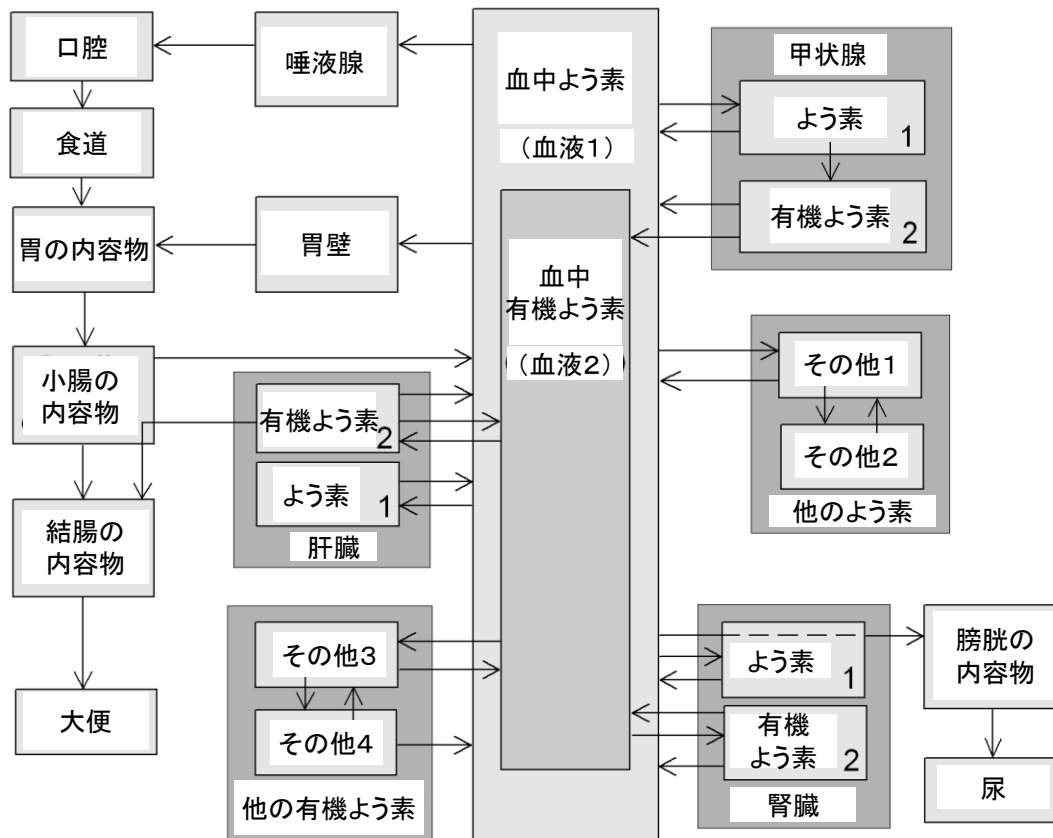 口腔
唾液腺
血中よう素
（血液１）
甲状腺
よう素
1
有機よう素
2
食道
胃の内容物
胃壁
血中
有機よう素
（血液２）
小腸の
内容物
有機よう素
2
よう素
1
肝臓
その他１
その他２
他のよう素
結腸の
内容物
大便
その他３
その他４
他の有機よう素
よう素
1
有機
よう素
2
腎臓
膀胱の
内容物
尿